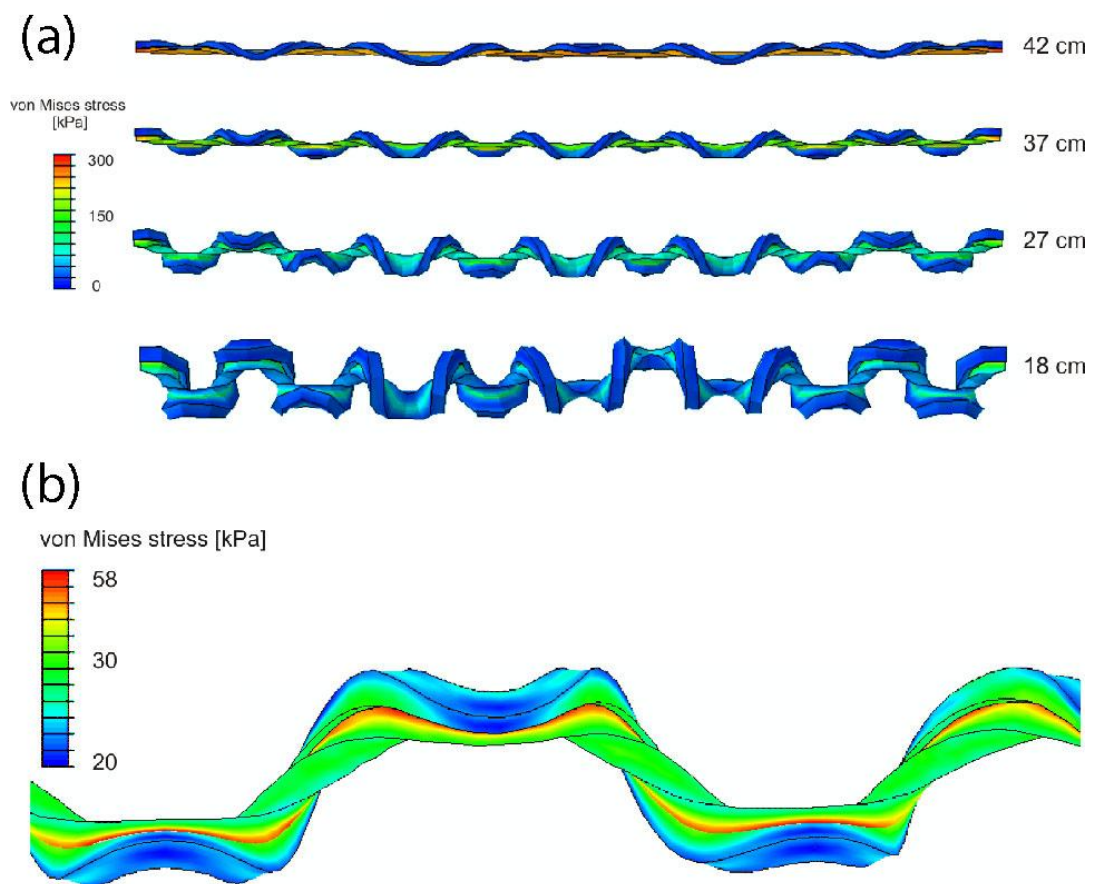 (a)
42 cm
von Mises stress
[kPa]
300
150
0
37 cm
27 cm
18 cm
(b)
von Mises stress [kPa]
58
30
20